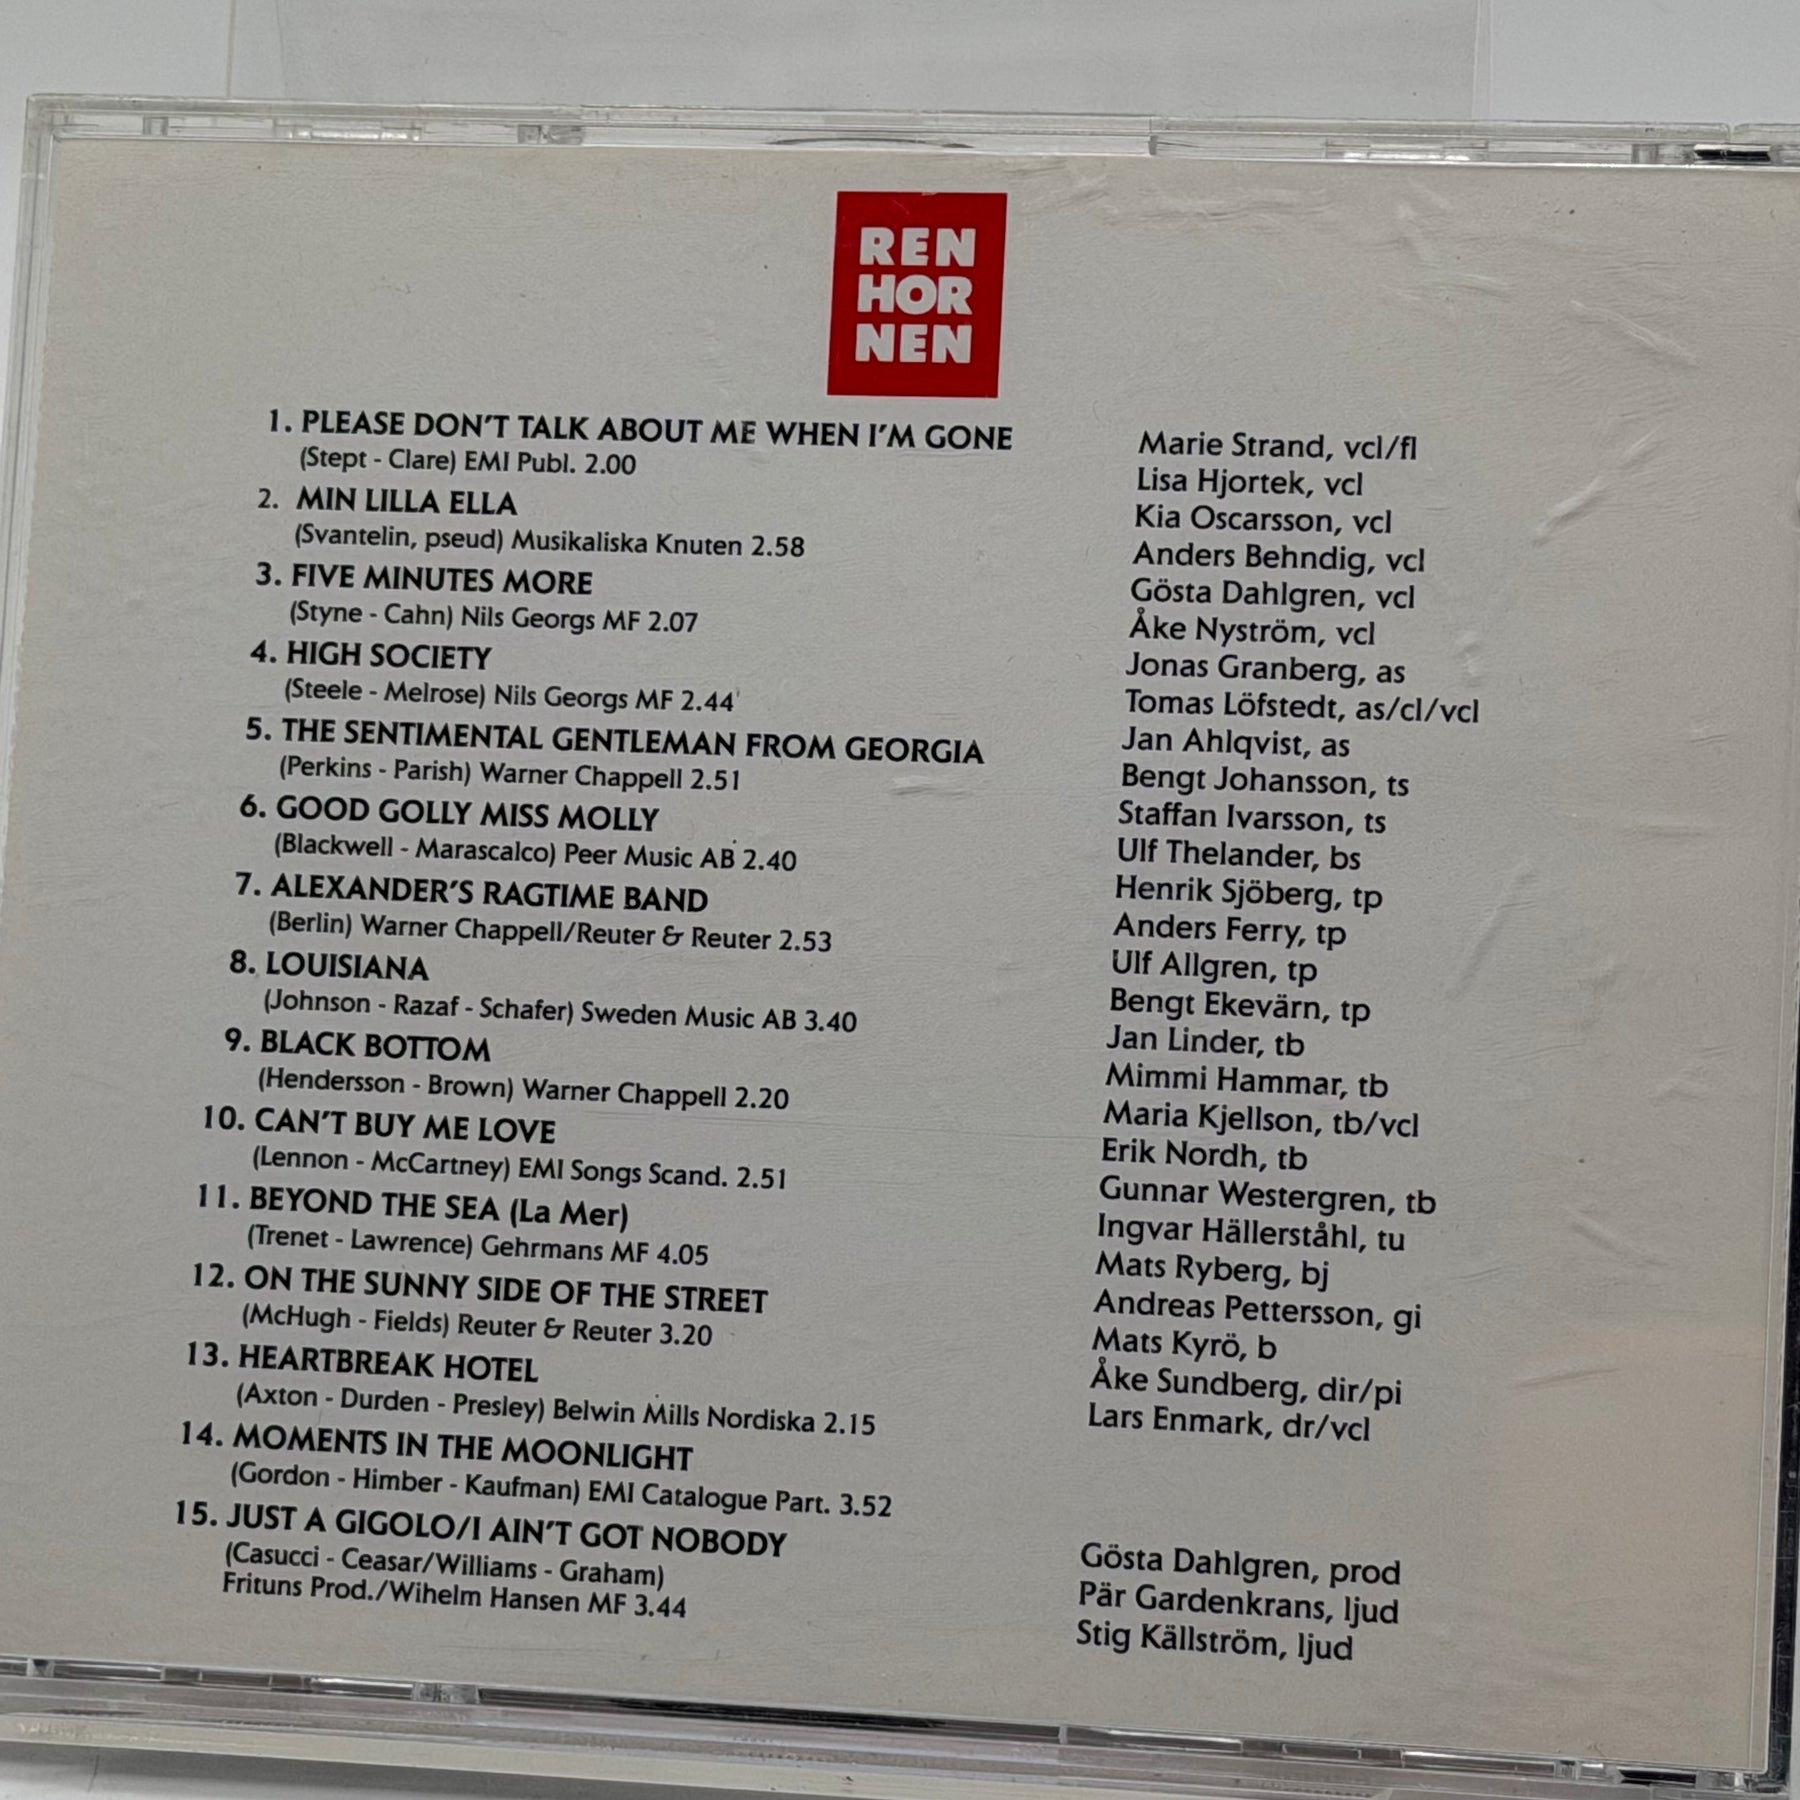 REN
HOR
NEN
1. PLEASE DON'T TALK ABOUT ME WHEN I'M GONE
(Stept - Clare) EMI Publ. 2.00
2. MIN LILLA ELLA
(Svantelin, pseud) Musikaliska Knuten 2.58
3. FIVE MINUTES MORE
(Styne - Cahn) Nils Georgs MF 2.07
4. HIGH SOCIETY
(Steele - Melrose) Nils Georgs MF 2.44
5. THE SENTIMENTAL GENTLEMAN FROM GEORGIA
(Perkins - Parish) Warner Chappell 2.51
6. GOOD GOLLY MISS MOLLY
(Blackwell - Marascalco) Peer Music AB 2.40
7. ALEXANDER'S RAGTIME BAND
(Berlin) Warner Chappell/Reuter & Reuter 2.53
8. LOUISIANA
(Johnson - Razaf - Schafer) Sweden Music AB 3.40
9. BLACK BOTTOM
(Hendersson - Brown) Warner Chappell 2.20
10. CAN'T BUY ME LOVE
(Lennon - McCartney) EMI Songs Scand. 2.51
11. BEYOND THE SEA (La Mer)
(Trenet - Lawrence) Gehrmans MF 4.05
12. ON THE SUNNY SIDE OF THE STREET
(McHugh - Fields) Reuter & Reuter 3.20
13. HEARTBREAK HOTEL
(Axton - Durden - Presley) Belwin Mills Nordiska 2.15
14. MOMENTS IN THE MOONLIGHT
(Gordon - Himber - Kaufman) EMI Catalogue Part. 3.52
15. JUST A GIGOLO/I AIN'T GOT NOBODY
(Casucci - Ceasar/Williams - Graham)
Frituns Prod./Wihelm Hansen MF 3.44
Marie Strand, vcl/fl
Lisa Hjortek, vcl
Kia Oscarsson, vcl
Anders Behndig, vcl
Gösta Dahlgren, vcl
Åke Nyström, vcl
Jonas Granberg, as
Tomas Löfstedt, as/cl/vcl
Jan Ahlqvist, as
Bengt Johansson, ts
Staffan Ivarsson, ts
Ulf Thelander, bs
Henrik Sjöberg, tp
Anders Ferry, tp
Ulf Allgren, tp
Bengt Ekevärn, tp
Jan Linder, tb
Mimmi Hammar, tb
Maria Kjellson, tb/vcl
Erik Nordh, tb
Gunnar Westergren, tb
Ingvar Hällerståhl, tu
Mats Ryberg, bj
Andreas Pettersson, gi
Mats Kyrö, b
Åke Sundberg, dir/pi
Lars Enmark, dr/vcl
Gösta Dahlgren, prod
Pär Gardenkrans, ljud
Stig Källström, ljud